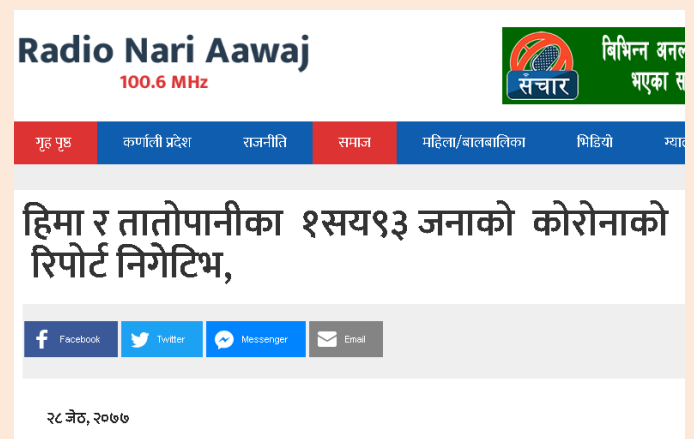 Radio Nari Aawaj
100.6 MHz
संचार
बिभिन्न
भएका
गृह पृष्ठ कर्णाली प्रदेश राजनीति समाज महिला/बालबालिका भिडियो
हिमा र तातोपानीका १सय९३ जनाको कोरोनाको
रिपोर्ट निगेटिभ,
Facebook Twitter Messenger Email
२८ जेठ, २०७७